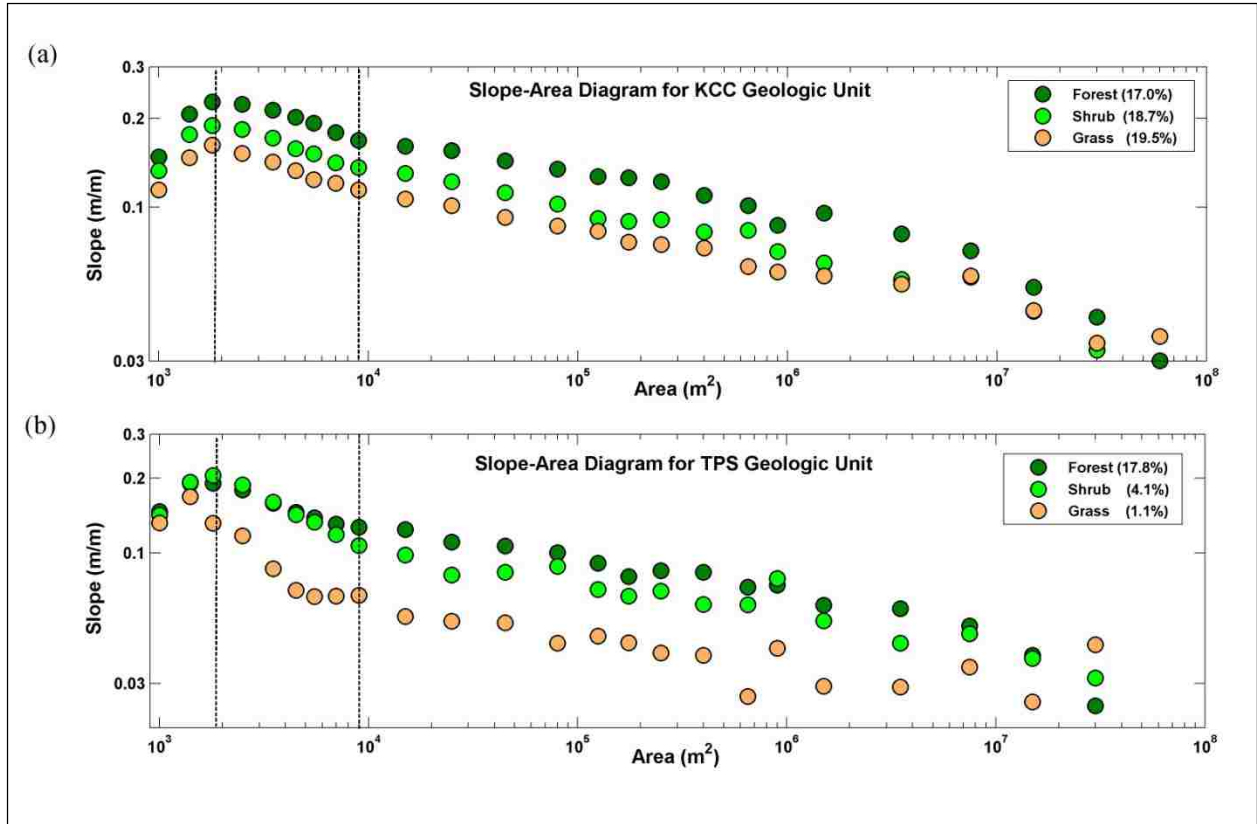 (a)
Slope-Area Diagram for KCC Geologic Unit
Forest (17.0%)
Shrub (18.7%)
Grass (19.5%)
Slope (m/m)
0.3
0.2
0.1
0.03
10³ 10⁴ 10⁵ 10⁶ 10⁷ 10⁸
Area (m²)
(b)
Slope-Area Diagram for TPS Geologic Unit
Forest (17.8%)
Shrub (4.1%)
Grass (1.1%)
Slope (m/m)
0.3
0.2
0.1
0.03
10³ 10⁴ 10⁵ 10⁶ 10⁷ 10⁸
Area (m²)